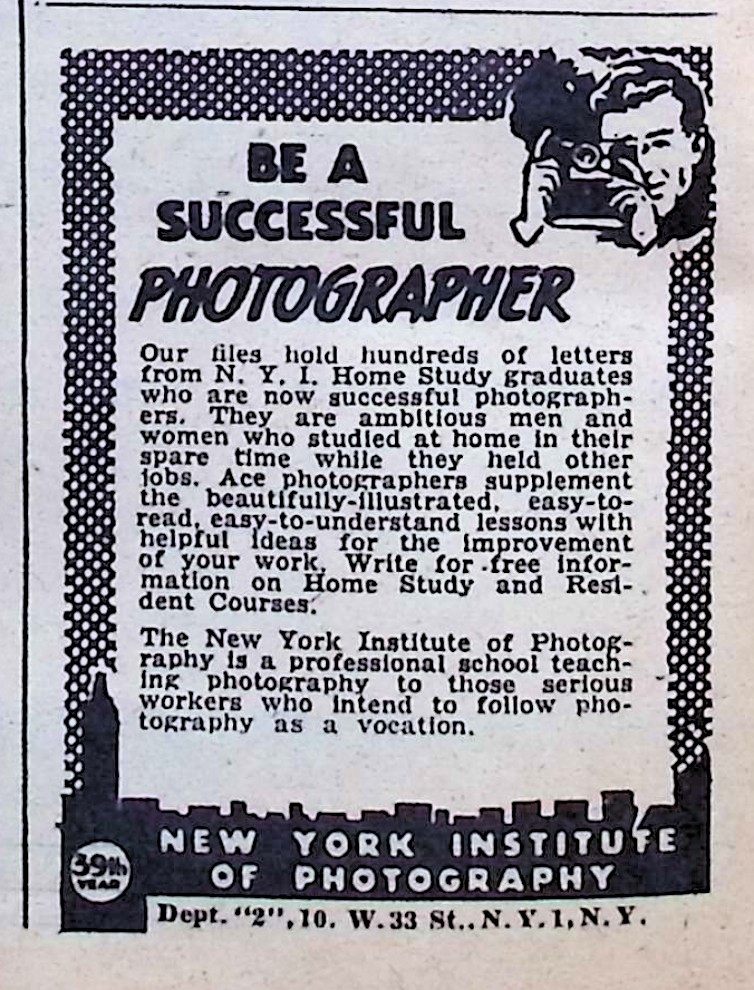 BE A
SUCCESSFUL
PHOTOGRAPHER
Our files hold hundreds of letters
from N. Y. I. Home Study graduates
who are now successful photograph-
ers. They are ambitious men and
women who studied at home in their
spare time while they held other
jobs. Ace photographers supplement
the beautifully-illustrated, easy-to-
read, easy-to-understand lessons with
helpful ideas for the improvement
of your work. Write for free infor-
mation on Home Study and Resi-
dent Courses.
The New York Institute of Photog-
raphy is a professional school teach-
ing photography to those serious
workers who intend to follow pho-
tography as a vocation.
39th
YEAR
NEW YORK INSTITUTE
OF PHOTOGRAPHY
Dept. "2", 10. W. 33 St., N. Y. 1, N. Y.